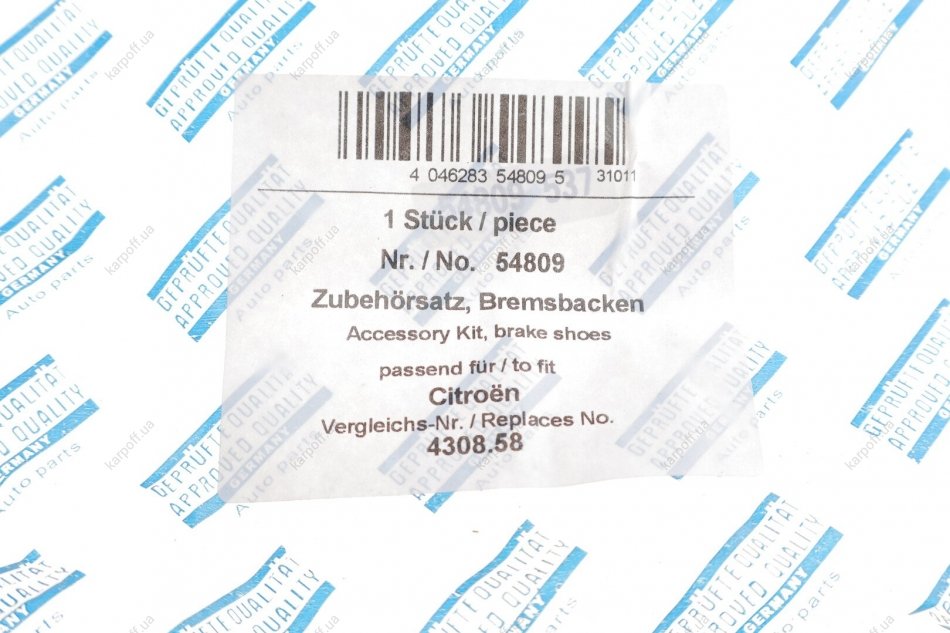 4 046283 54809 5 31011
1 Stück / piece
Nr. / No. 54809
Zubehörsatz, Bremsbacken
Accessory Kit, brake shoes
passend für / to fit
Citroën
Vergleichs-Nr. / Replaces No.
4308.58
GEPRÜFTE QUALITÄT
APPROVED QUALITY
GERMANY
Auto parts
karpoff.ua